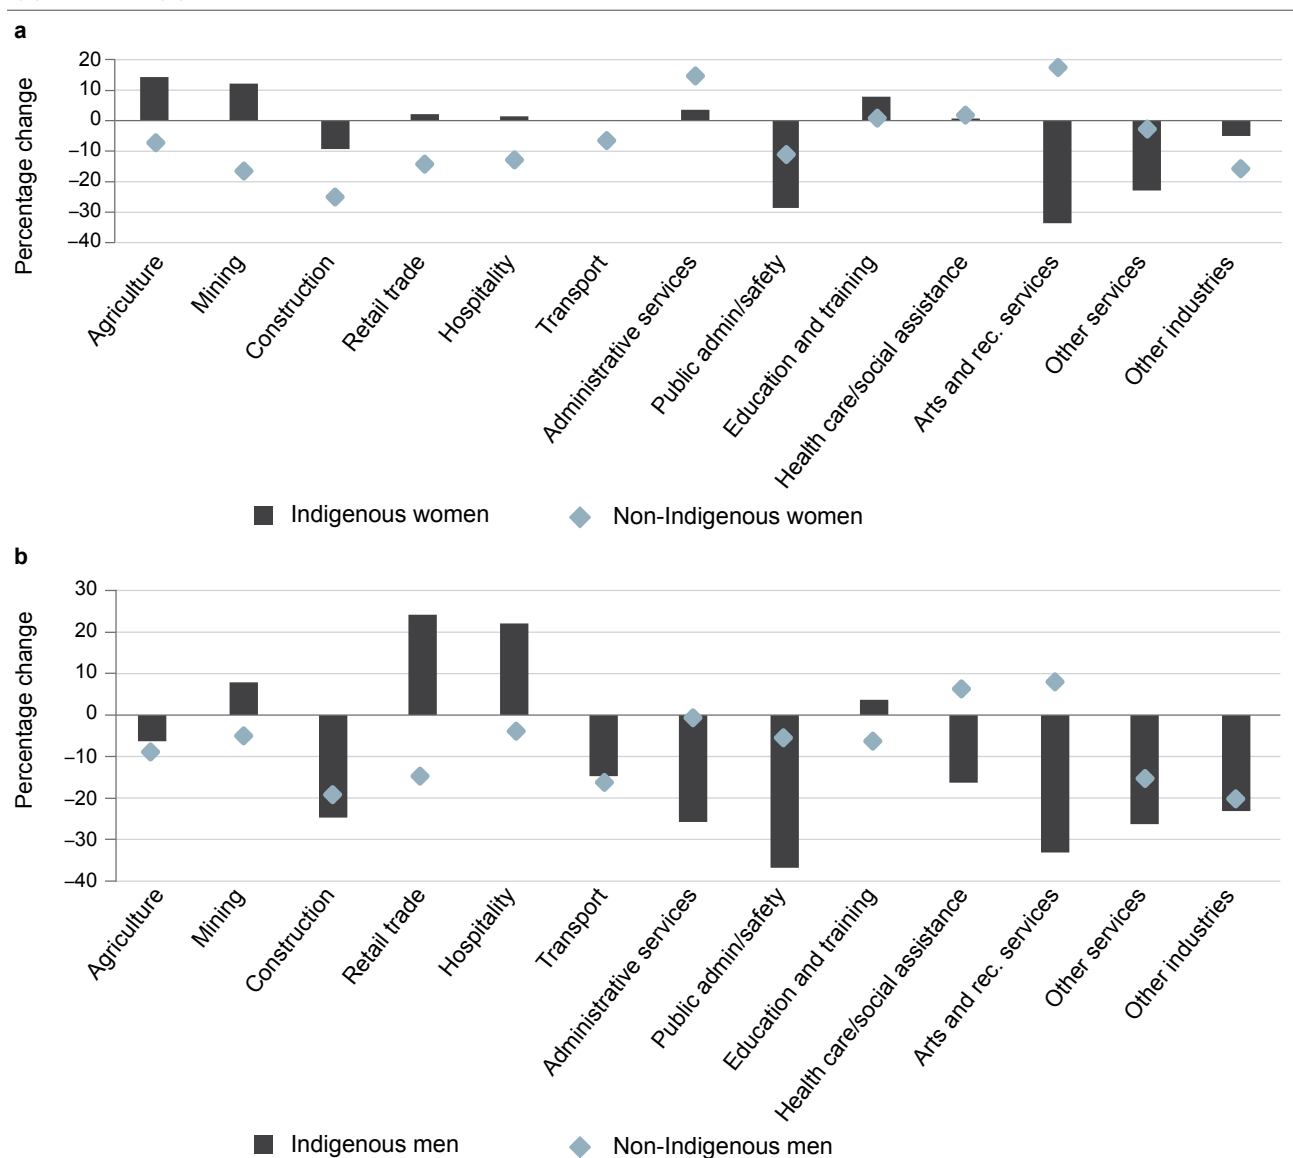 a
Percentage change
20
10
0
–10
–20
–30
–40
Agriculture
Mining
Construction
Retail trade
Hospitality
Transport
Administrative services
Public admin/safety
Education and training
Health care/social assistance
Arts and rec. services
Other services
Other industries
Indigenous women
Non-Indigenous women
b
Percentage change
30
20
10
0
–10
–20
–30
–40
Agriculture
Mining
Construction
Retail trade
Hospitality
Transport
Administrative services
Public admin/safety
Education and training
Health care/social assistance
Arts and rec. services
Other services
Other industries
Indigenous men
Non-Indigenous men